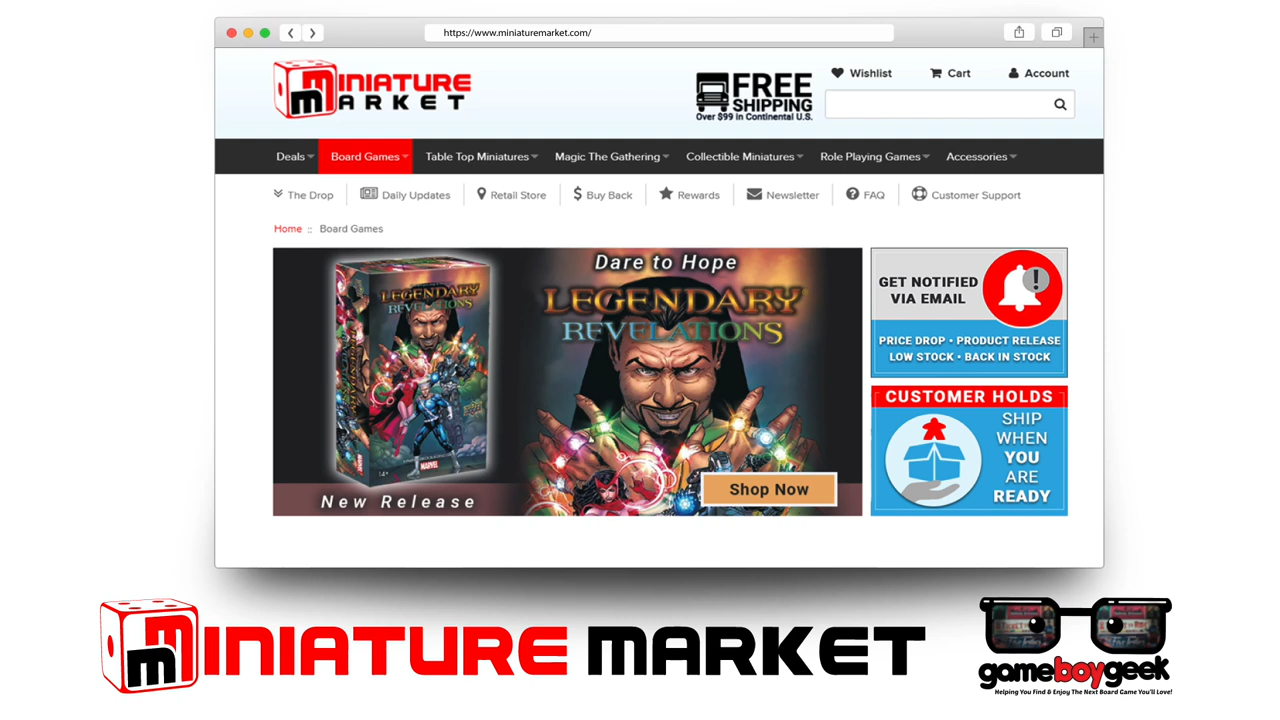 https://www.miniaturemarket.com/
MINIATURE
MARKET
FREE
SHIPPING
Over $99 in Continental U.S.
Wishlist
Cart
Account
Deals
Board Games
Table Top Miniatures
Magic The Gathering
Collectible Miniatures
Role Playing Games
Accessories
The Drop
Daily Updates
Retail Store
Buy Back
Rewards
Newsletter
FAQ
Customer Support
Home :: Board Games
LEGENDARY
REVELATIONS
MARVEL
14+
New Release
Dare to Hope
LEGENDARY
REVELATIONS
Shop Now
GET NOTIFIED
VIA EMAIL
PRICE DROP • PRODUCT RELEASE
LOW STOCK • BACK IN STOCK
CUSTOMER HOLDS
SHIP
WHEN
YOU
ARE
READY
MINIATURE MARKET
gameboygeek
Helping You Find & Enjoy The Next Board Game You'll Love!